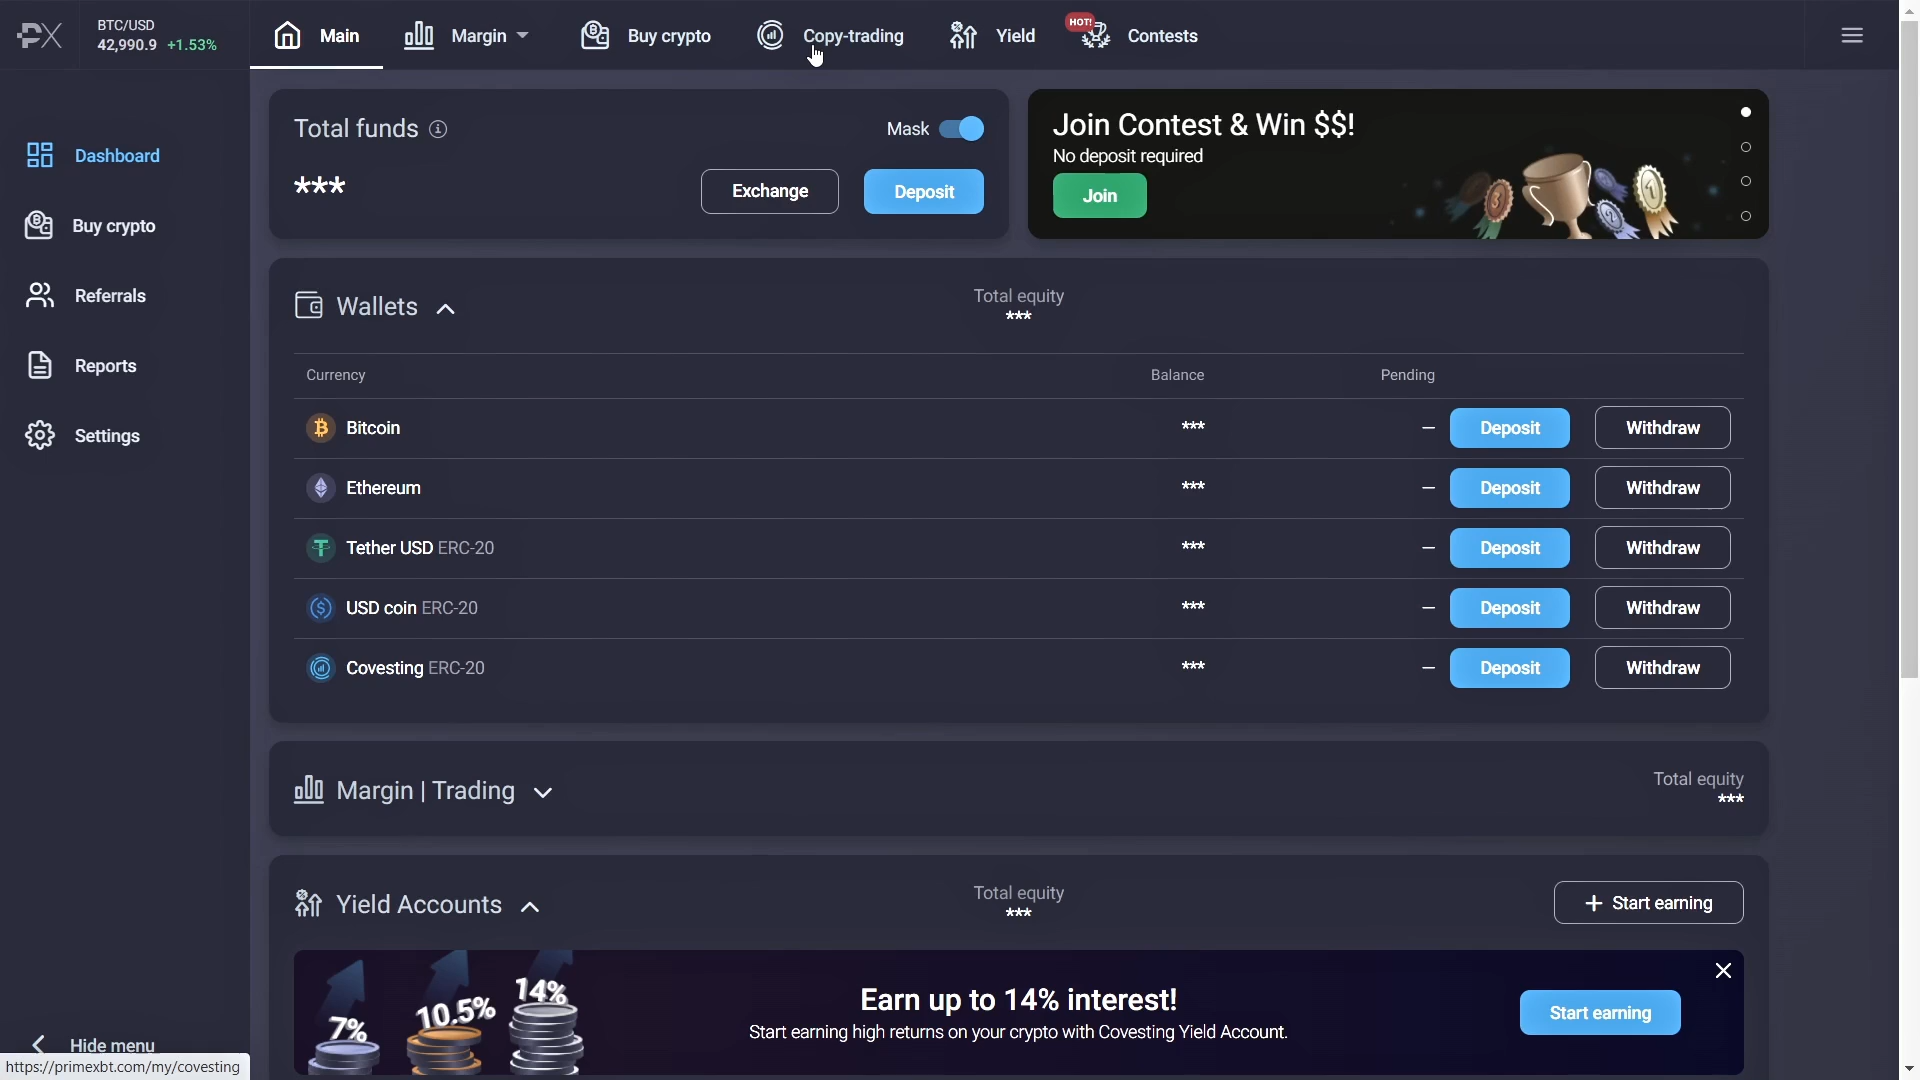 PX
BTC/USD
42,990.9 +1.53%
Main
Margin
Buy crypto
Copy-trading
Yield
HOT!
Contests
Dashboard
Buy crypto
Referrals
Reports
Settings
Hide menu
https://primexbt.com/my/covesting
Total funds
Mask
***
Exchange
Deposit
Join Contest & Win $$!
No deposit required
Join
3
2
1
Wallets
Total equity
***
Currency Balance Pending
Bitcoin *** – Deposit Withdraw
Ethereum *** – Deposit Withdraw
Tether USD ERC-20 *** – Deposit Withdraw
USD coin ERC-20 *** – Deposit Withdraw
Covesting ERC-20 *** – Deposit Withdraw
Margin | Trading
Total equity
***
Yield Accounts
Total equity
***
+ Start earning
7%
10.5%
14%
Earn up to 14% interest!
Start earning high returns on your crypto with Covesting Yield Account.
Start earning